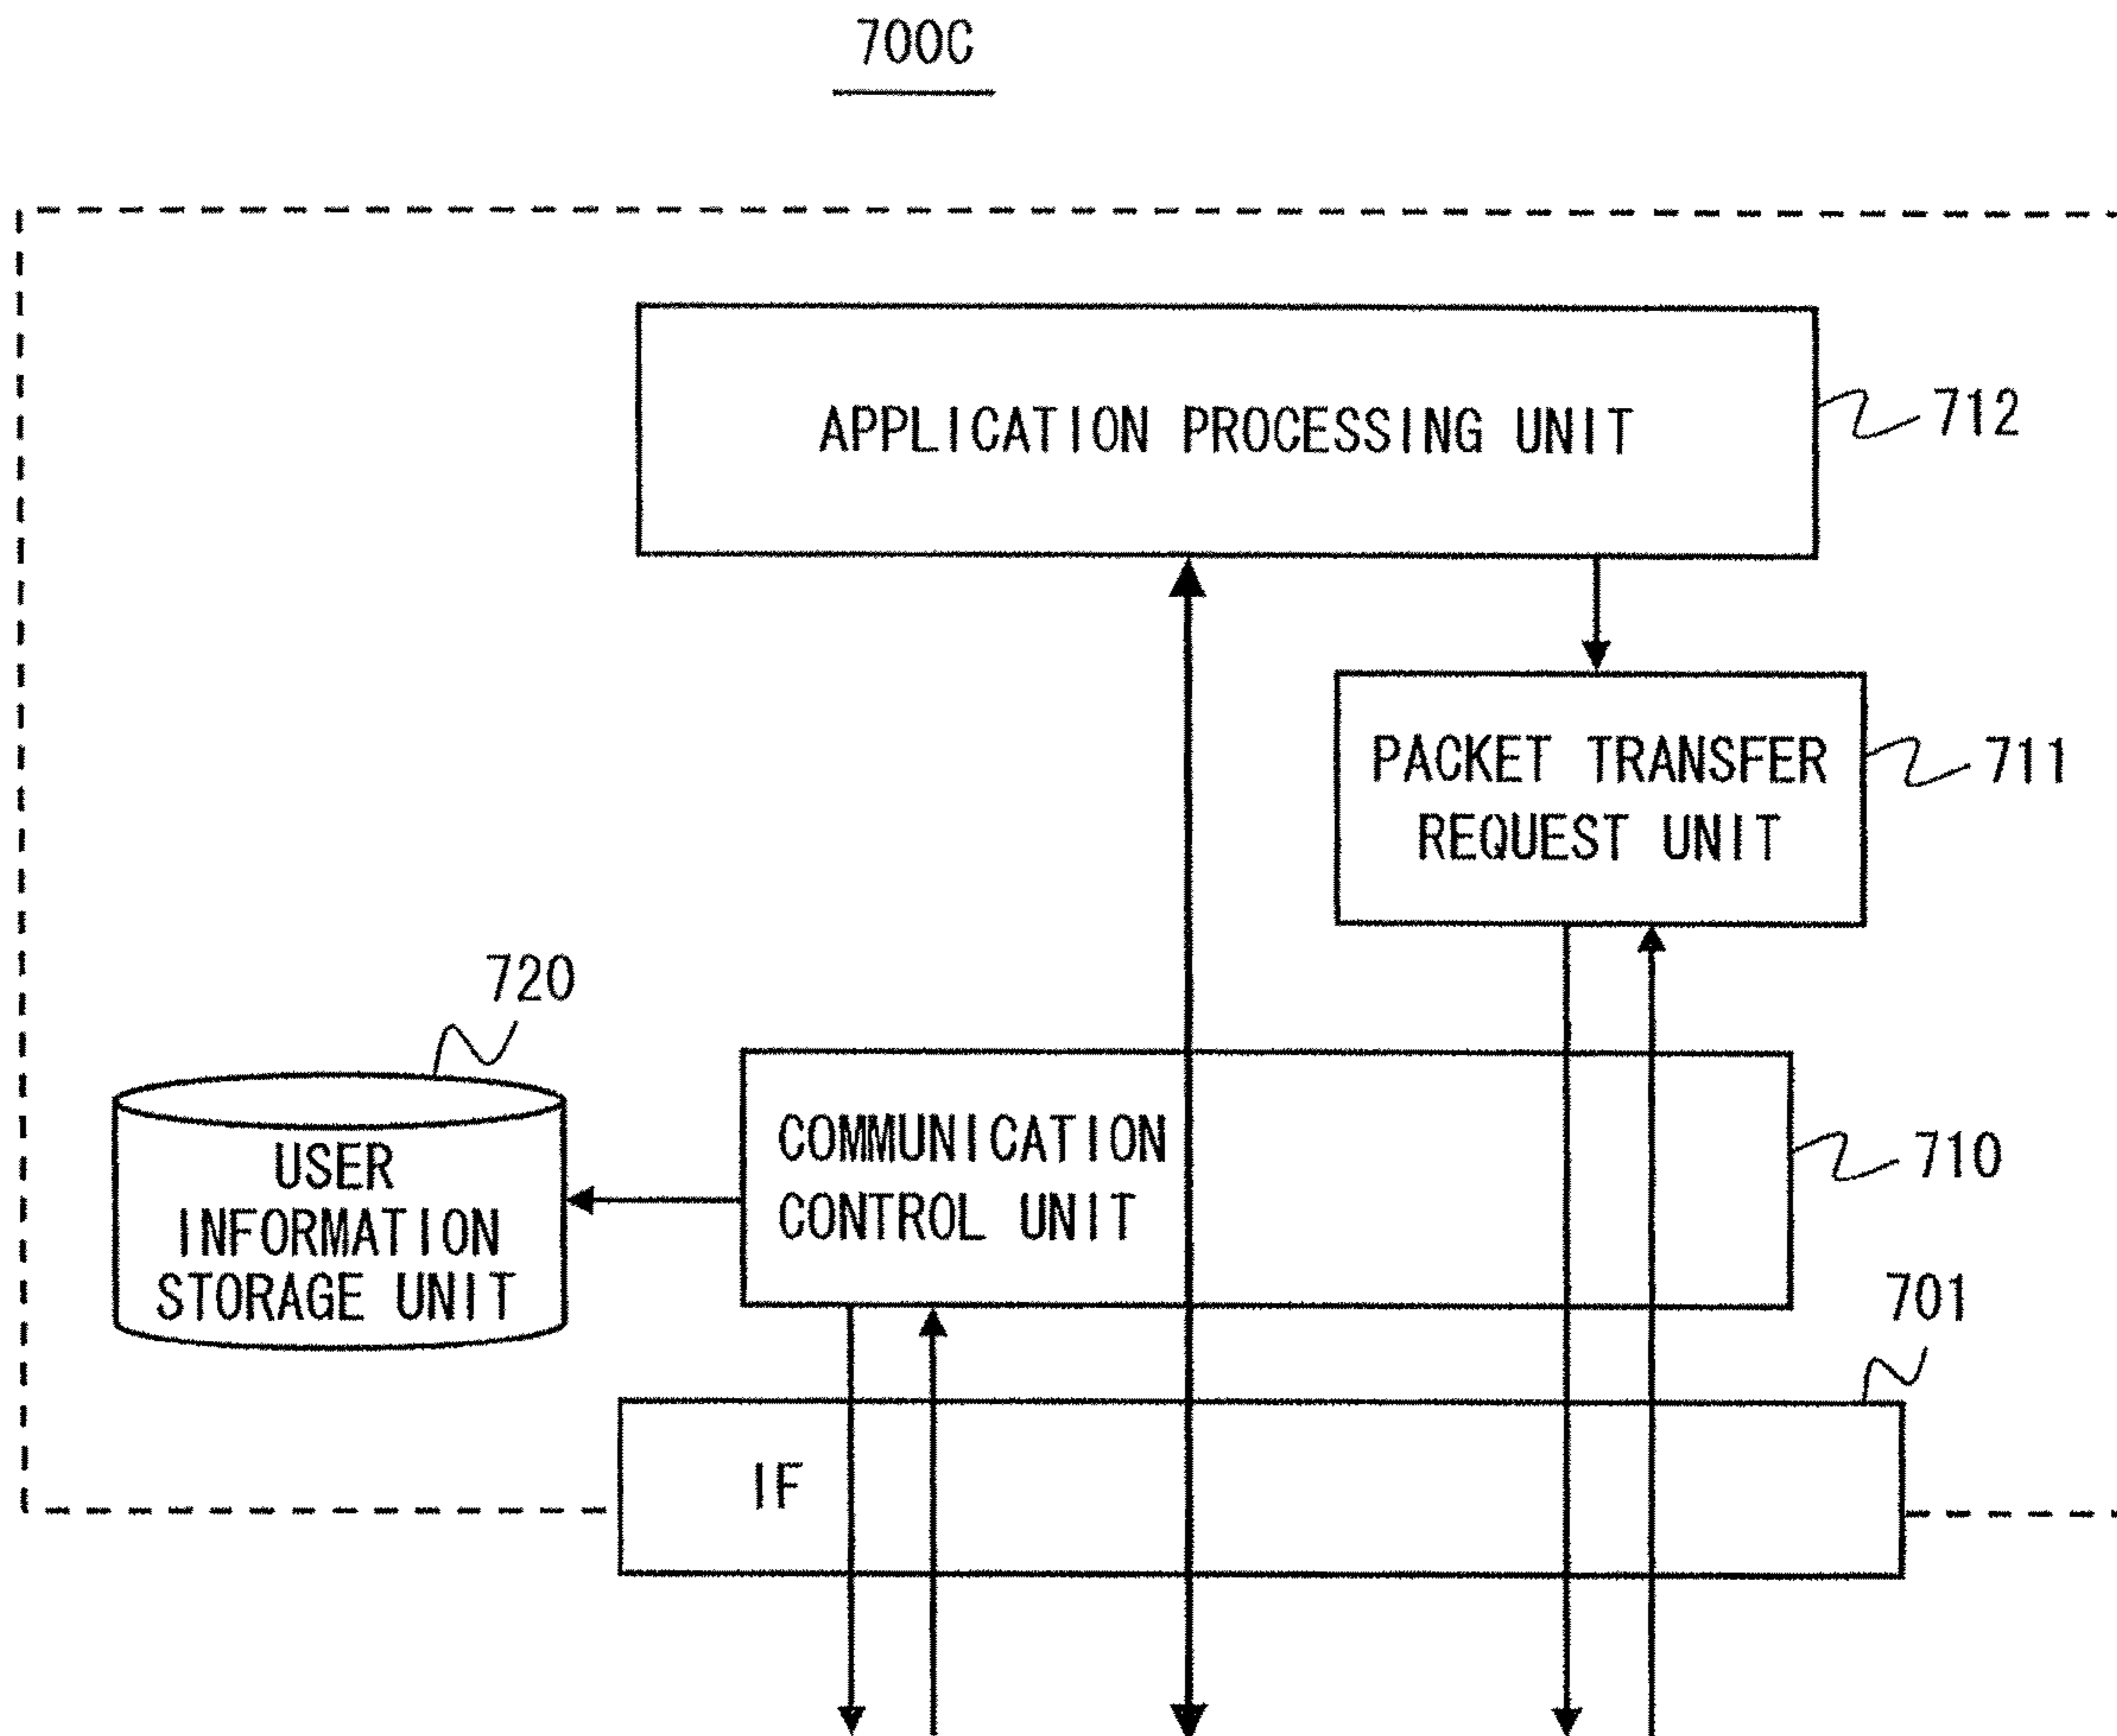 700C
APPLICATION PROCESSING UNIT
712
PACKET TRANSFER
REQUEST UNIT
711
720
USER
INFORMATION
STORAGE UNIT
COMMUNICATION
CONTROL UNIT
710
701
IF